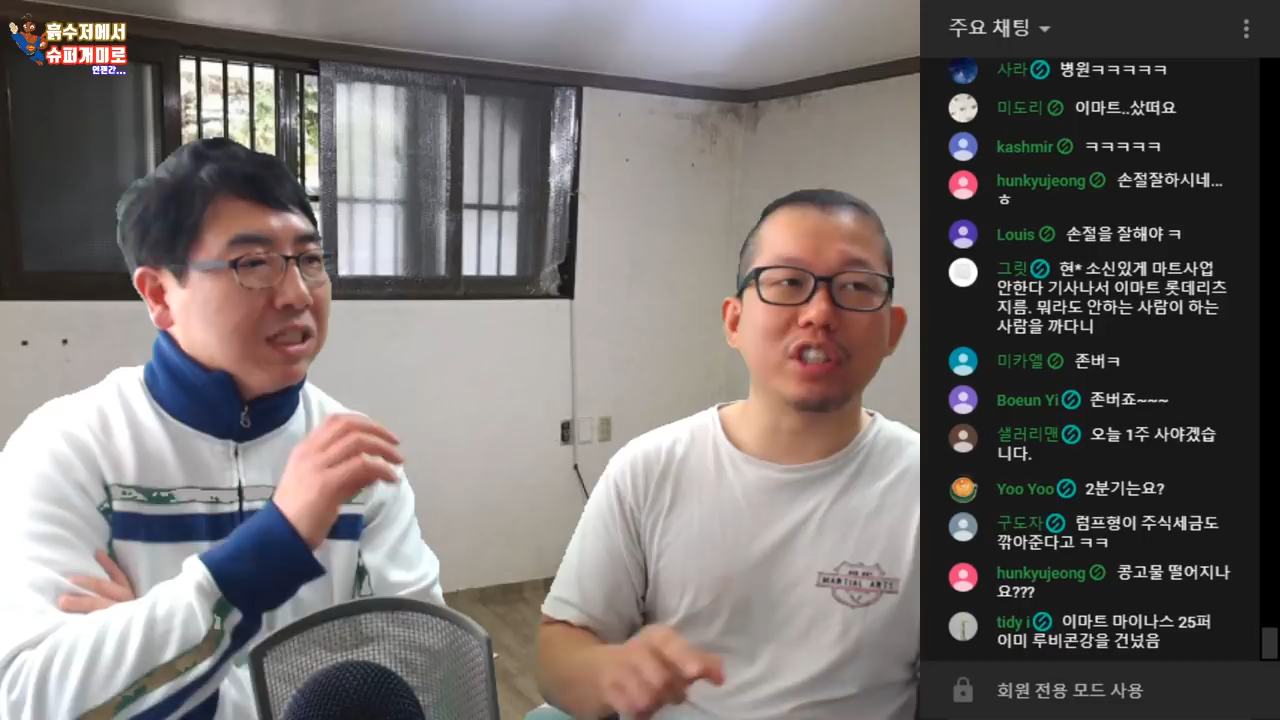 흙수저에서
슈퍼개미로
언젠간...
MARTIAL ARTS
주요 채팅
사라 병원ㅋㅋㅋㅋㅋ
미도리 이마트..샀떠요
kashmir ㅋㅋㅋㅋㅋ
hunkyujeong 손절잘하시네...
ㅎ
Louis 손절을 잘해야 ㅋ
그릿 현* 소신있게 마트사업
안한다 기사나서 이마트 롯데리츠
지름. 뭐라도 안하는 사람이 하는
사람을 까다니
미카엘 존버ㅋ
Boeun Yi 존버죠~~~
샐러리맨 오늘 1주 사야겠습
니다.
Yoo Yoo 2분기는요?
구도자 럼프형이 주식세금도
깎아준다고 ㅋㅋ
hunkyujeong 콩고물 떨어지나
요???
tidy i 이마트 마이나스 25퍼
이미 루비콘강을 건넜음
회원 전용 모드 사용